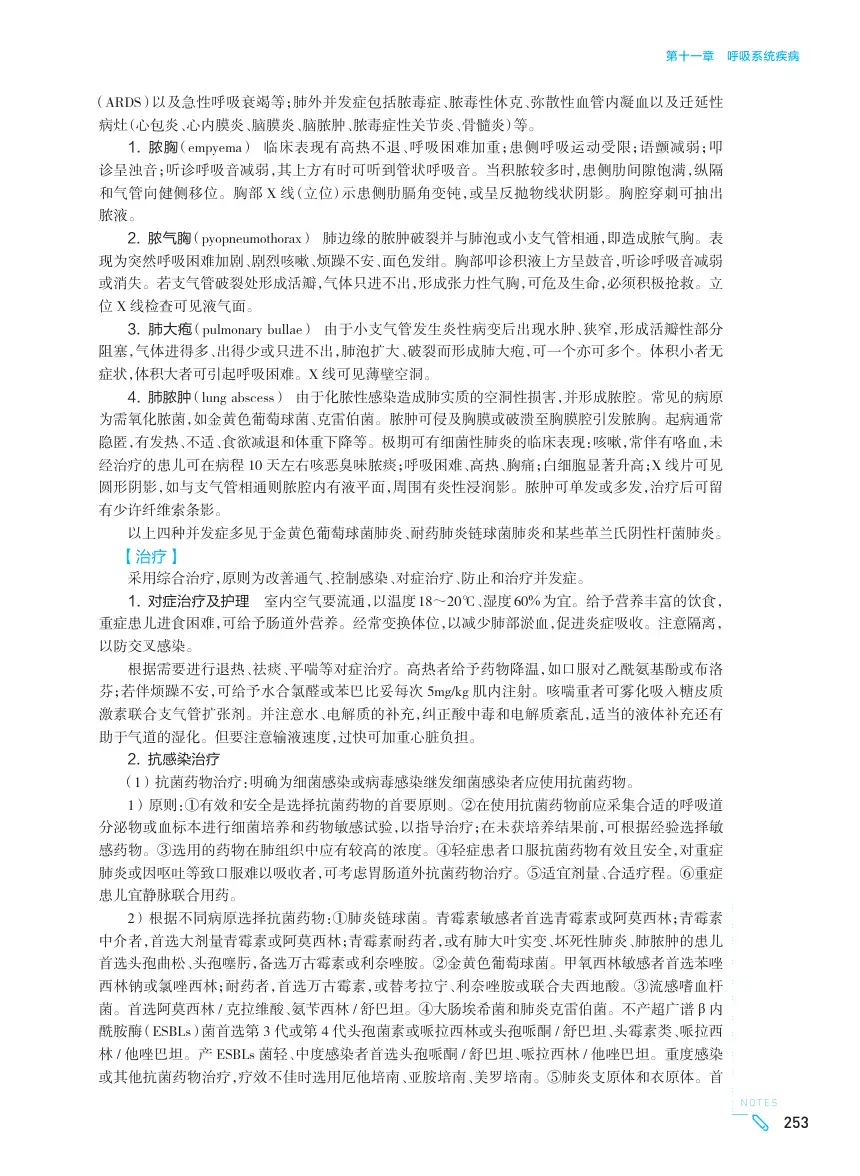 第十一章 呼吸系统疾病
（ARDS）以及急性呼吸衰竭等；肺外并发症包括脓毒症、脓毒性休克、弥散性血管内凝血以及迁延性
病灶（心包炎、心内膜炎、脑膜炎、脑脓肿、脓毒症性关节炎、骨髓炎）等。
1. 脓胸（empyema） 临床表现有高热不退、呼吸困难加重；患侧呼吸运动受限；语颤减弱；叩
诊呈浊音；听诊呼吸音减弱，其上方有时可听到管状呼吸音。当积脓较多时，患侧肋间隙饱满，纵隔
和气管向健侧移位。胸部 X 线（立位）示患侧肋膈角变钝，或呈反抛物线状阴影。胸腔穿刺可抽出
脓液。
2. 脓气胸（pyopneumothorax） 肺边缘的脓肿破裂并与肺泡或小支气管相通，即造成脓气胸。表
现为突然呼吸困难加剧、剧烈咳嗽、烦躁不安、面色发绀。胸部叩诊积液上方呈鼓音，听诊呼吸音减弱
或消失。若支气管破裂处形成活瓣，气体只进不出，形成张力性气胸，可危及生命，必须积极抢救。立
位 X 线检查可见液气面。
3. 肺大疱（pulmonary bullae） 由于小支气管发生炎性病变后出现水肿、狭窄，形成活瓣性部分
阻塞，气体进得多、出得少或只进不出，肺泡扩大、破裂而形成肺大疱，可一个亦可多个。体积小者无
症状，体积大者可引起呼吸困难。X 线可见薄壁空洞。
4. 肺脓肿（lung abscess） 由于化脓性感染造成肺实质的空洞性损害，并形成脓腔。常见的病原
为需氧化脓菌，如金黄色葡萄球菌、克雷伯菌。脓肿可侵及胸膜或破溃至胸膜腔引发脓胸。起病通常
隐匿，有发热、不适、食欲减退和体重下降等。极期可有细菌性肺炎的临床表现：咳嗽，常伴有咯血，未
经治疗的患儿可在病程 10 天左右咳恶臭味脓痰；呼吸困难、高热、胸痛；白细胞显著升高；X 线片可见
圆形阴影，如与支气管相通则脓腔内有液平面，周围有炎性浸润影。脓肿可单发或多发，治疗后可留
有少许纤维索条影。
以上四种并发症多见于金黄色葡萄球菌肺炎、耐药肺炎链球菌肺炎和某些革兰氏阴性杆菌肺炎。
【治疗】
采用综合治疗，原则为改善通气、控制感染、对症治疗、防止和治疗并发症。
1. 对症治疗及护理 室内空气要流通，以温度18～20℃、湿度60%为宜。给予营养丰富的饮食，
重症患儿进食困难，可给予肠道外营养。经常变换体位，以减少肺部淤血，促进炎症吸收。注意隔离，
以防交叉感染。
根据需要进行退热、祛痰、平喘等对症治疗。高热者给予药物降温，如口服对乙酰氨基酚或布洛
芬；若伴烦躁不安，可给予水合氯醛或苯巴比妥每次 5mg/kg 肌内注射。咳喘重者可雾化吸入糖皮质
激素联合支气管扩张剂。并注意水、电解质的补充，纠正酸中毒和电解质紊乱，适当的液体补充还有
助于气道的湿化。但要注意输液速度，过快可加重心脏负担。
2. 抗感染治疗
（1）抗菌药物治疗：明确为细菌感染或病毒感染继发细菌感染者应使用抗菌药物。
1）原则：①有效和安全是选择抗菌药物的首要原则。②在使用抗菌药物前应采集合适的呼吸道
分泌物或血标本进行细菌培养和药物敏感试验，以指导治疗；在未获培养结果前，可根据经验选择敏
感药物。③选用的药物在肺组织中应有较高的浓度。④轻症患者口服抗菌药物有效且安全，对重症
肺炎或因呕吐等致口服难以吸收者，可考虑胃肠道外抗菌药物治疗。⑤适宜剂量、合适疗程。⑥重症
患儿宜静脉联合用药。
2）根据不同病原选择抗菌药物：①肺炎链球菌。青霉素敏感者首选青霉素或阿莫西林；青霉素
中介者，首选大剂量青霉素或阿莫西林；青霉素耐药者，或有肺大叶实变、坏死性肺炎、肺脓肿的患儿
首选头孢曲松、头孢噻肟，备选万古霉素或利奈唑胺。②金黄色葡萄球菌。甲氧西林敏感者首选苯唑
西林钠或氯唑西林；耐药者，首选万古霉素，或替考拉宁、利奈唑胺或联合夫西地酸。③流感嗜血杆
菌。首选阿莫西林 / 克拉维酸、氨苄西林 / 舒巴坦。④大肠埃希菌和肺炎克雷伯菌。不产超广谱 β 内
酰胺酶（ESBLs）菌首选第 3 代或第 4 代头孢菌素或哌拉西林或头孢哌酮 / 舒巴坦、头霉素类、哌拉西
林 / 他唑巴坦。产 ESBLs 菌轻、中度感染者首选头孢哌酮 / 舒巴坦、哌拉西林 / 他唑巴坦。重度感染
或其他抗菌药物治疗，疗效不佳时选用厄他培南、亚胺培南、美罗培南。⑤肺炎支原体和衣原体。首
NOTES
253